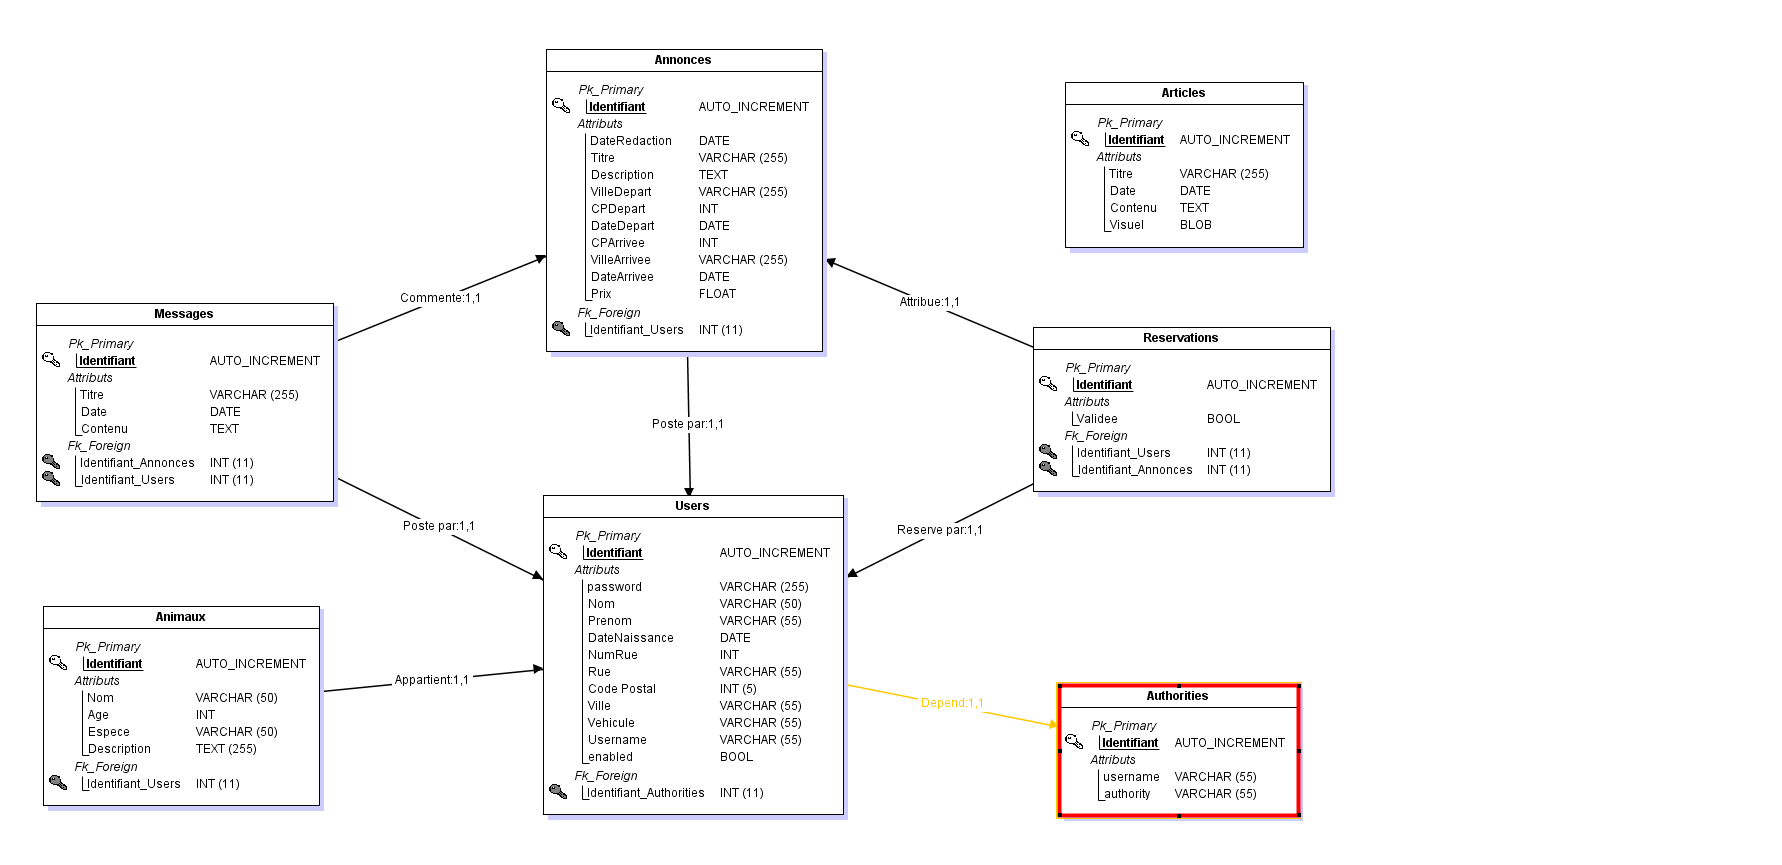 Annonces
Pk_Primary
Identifiant AUTO_INCREMENT
Attributs
DateRedaction DATE
Titre VARCHAR (255)
Description TEXT
VilleDepart VARCHAR (255)
CPDepart INT
DateDepart DATE
CPArrivee INT
VilleArrivee VARCHAR (255)
DateArrivee DATE
Prix FLOAT
Fk_Foreign
Identifiant_Users INT (11)
Articles
Pk_Primary
Identifiant AUTO_INCREMENT
Attributs
Titre VARCHAR (255)
Date DATE
Contenu TEXT
Visuel BLOB
Commente:1,1
Attribue:1,1
Messages
Pk_Primary
Identifiant AUTO_INCREMENT
Attributs
Titre VARCHAR (255)
Date DATE
Contenu TEXT
Fk_Foreign
Identifiant_Annonces INT (11)
Identifiant_Users INT (11)
Reservations
Pk_Primary
Identifiant AUTO_INCREMENT
Attributs
Validee BOOL
Fk_Foreign
Identifiant_Users INT (11)
Identifiant_Annonces INT (11)
Poste par:1,1
Poste par:1,1
Reserve par:1,1
Users
Pk_Primary
Identifiant AUTO_INCREMENT
Attributs
password VARCHAR (255)
Nom VARCHAR (50)
Prenom VARCHAR (55)
DateNaissance DATE
NumRue INT
Rue VARCHAR (55)
Code Postal INT (5)
Ville VARCHAR (55)
Vehicule VARCHAR (55)
Username VARCHAR (55)
enabled BOOL
Fk_Foreign
Identifiant_Authorities INT (11)
Animaux
Pk_Primary
Identifiant AUTO_INCREMENT
Attributs
Nom VARCHAR (50)
Age INT
Espece VARCHAR (50)
Description TEXT (255)
Fk_Foreign
Identifiant_Users INT (11)
Appartient:1,1
Depend:1,1
Authorities
Pk_Primary
Identifiant AUTO_INCREMENT
Attributs
username VARCHAR (55)
authority VARCHAR (55)